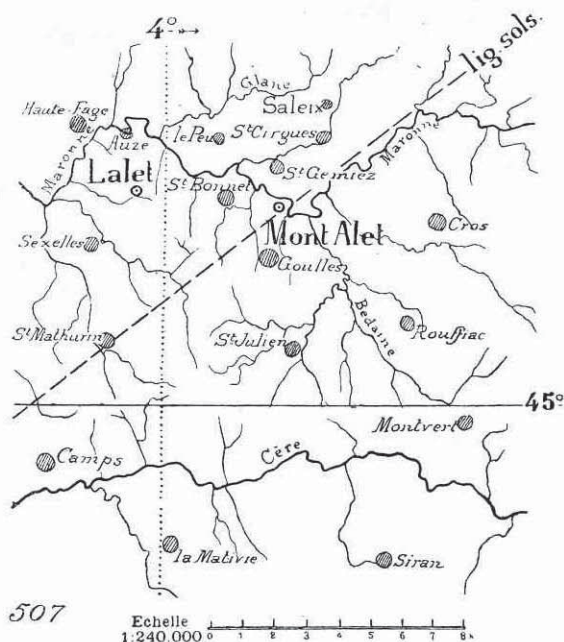 4°
lig. sols.
Glane
Saleix
Haute-Fage
Auze
le Peu
St Cirgues
Maronne
Maronne
Lalet
St Gemiez
St Bonnet
Mont Alet
Cros
Sexelles
Goulles
Bedaine
St Mathurin
St Julien
Rouffiac
45°
Montvert
Camps
Cère
la Mativie
Siran
507
Echelle
1:240.000 0 1 2 3 4 5 6 7 8 k